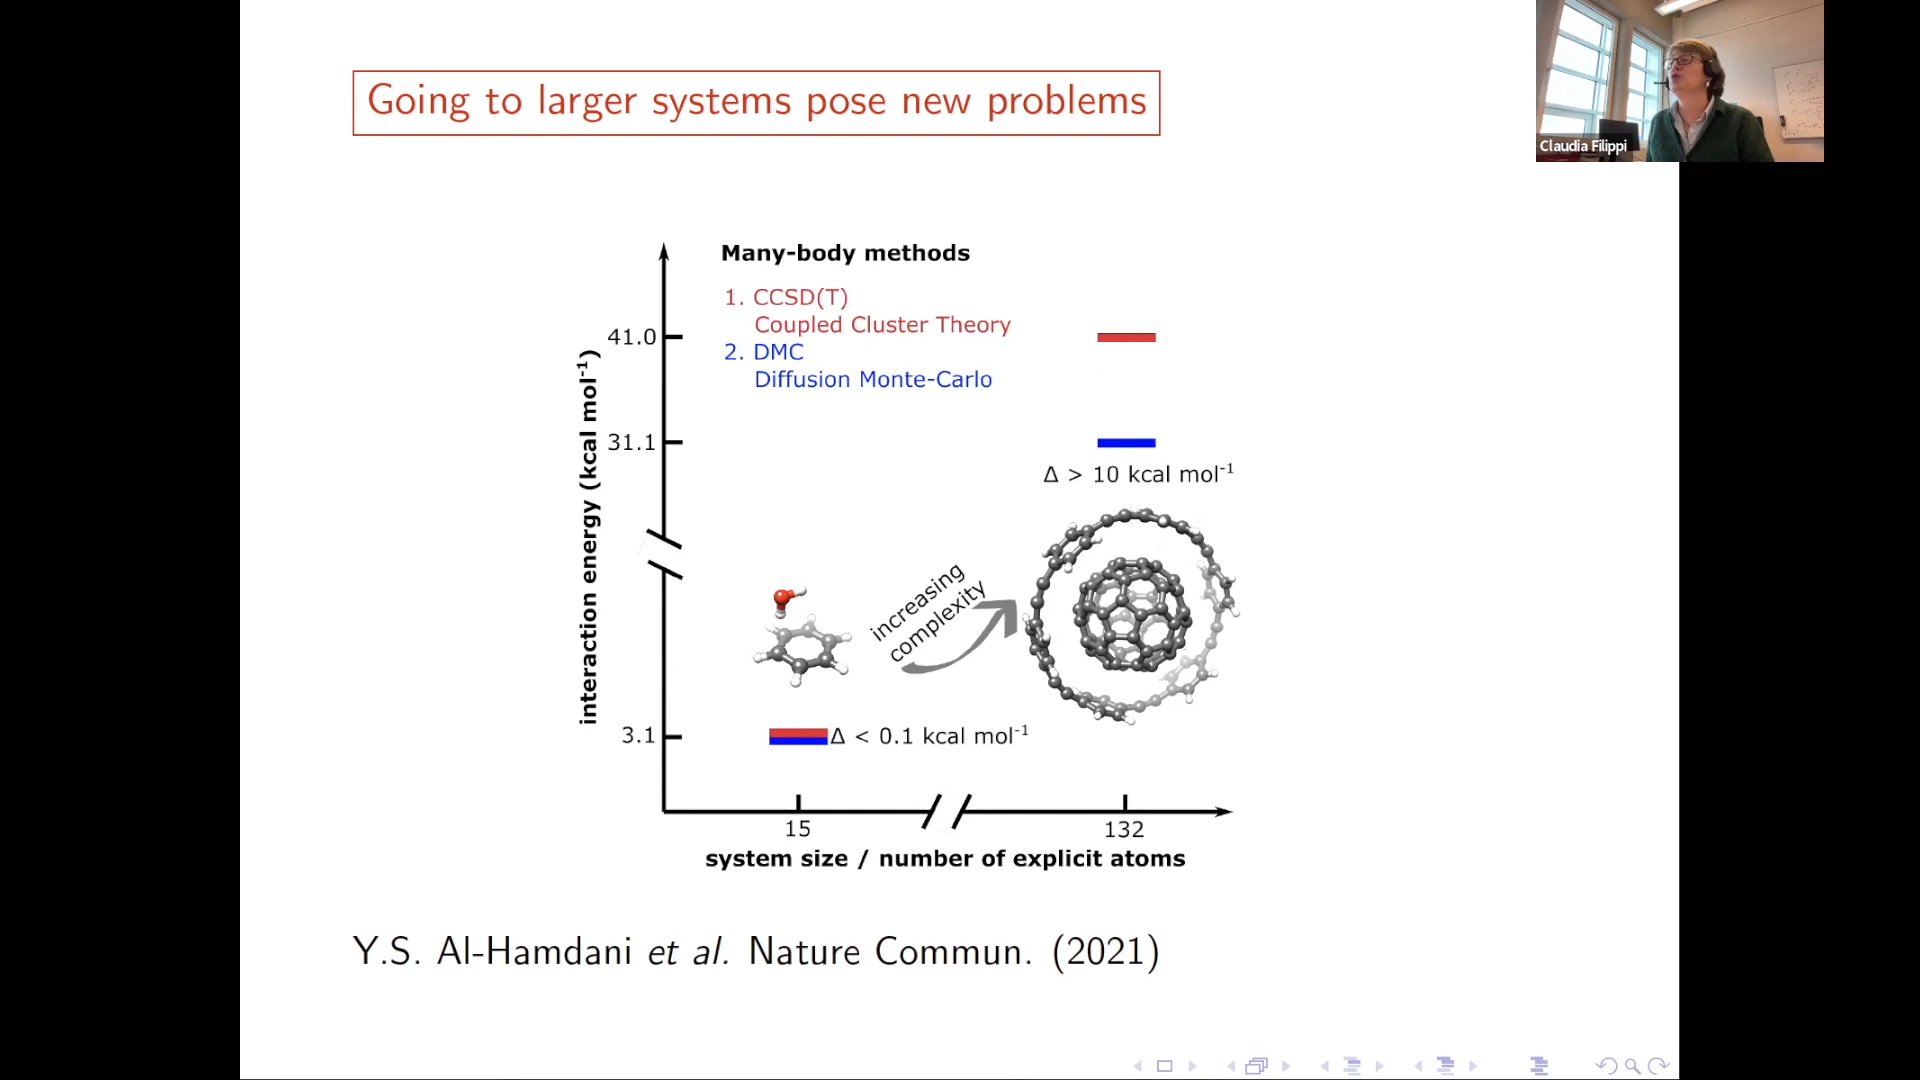 Going to larger systems pose new problems
Claudia Filippi
Many-body methods
1. CCSD(T)
Coupled Cluster Theory
2. DMC
Diffusion Monte-Carlo
interaction energy (kcal mol⁻¹)
41.0
31.1
3.1
Δ > 10 kcal mol⁻¹
increasing
complexity
Δ < 0.1 kcal mol⁻¹
15
132
system size / number of explicit atoms
Y.S. Al-Hamdani et al. Nature Commun. (2021)